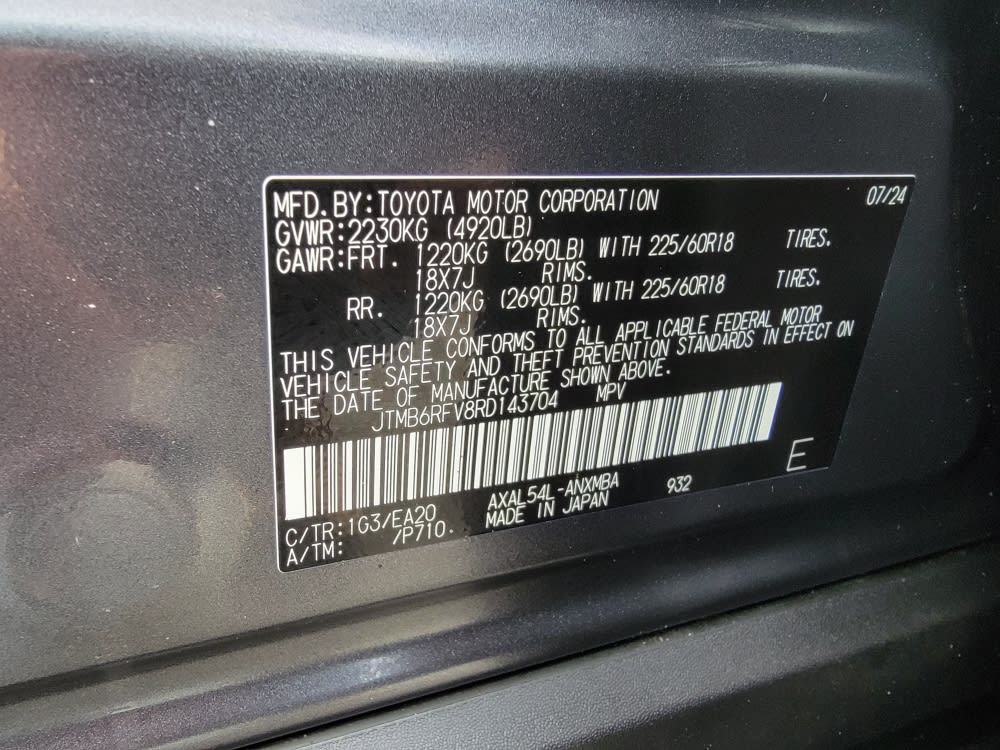 MFD. BY: TOYOTA MOTOR CORPORATION 07/24
GVWR: 2230KG (4920LB)
GAWR: FRT. 1220KG (2690LB) WITH 225/60R18 TIRES.
18X7J RIMS.
RR. 1220KG (2690LB) WITH 225/60R18 TIRES.
18X7J RIMS.
THIS VEHICLE CONFORMS TO ALL APPLICABLE FEDERAL MOTOR
VEHICLE SAFETY AND THEFT PREVENTION STANDARDS IN EFFECT ON
THE DATE OF MANUFACTURE SHOWN ABOVE.
JTMB6RFV8RD143704 MPV
E
C/TR: 1G3/EA20 AXAL54L-ANXMBA 932
A/TM: /P710 MADE IN JAPAN